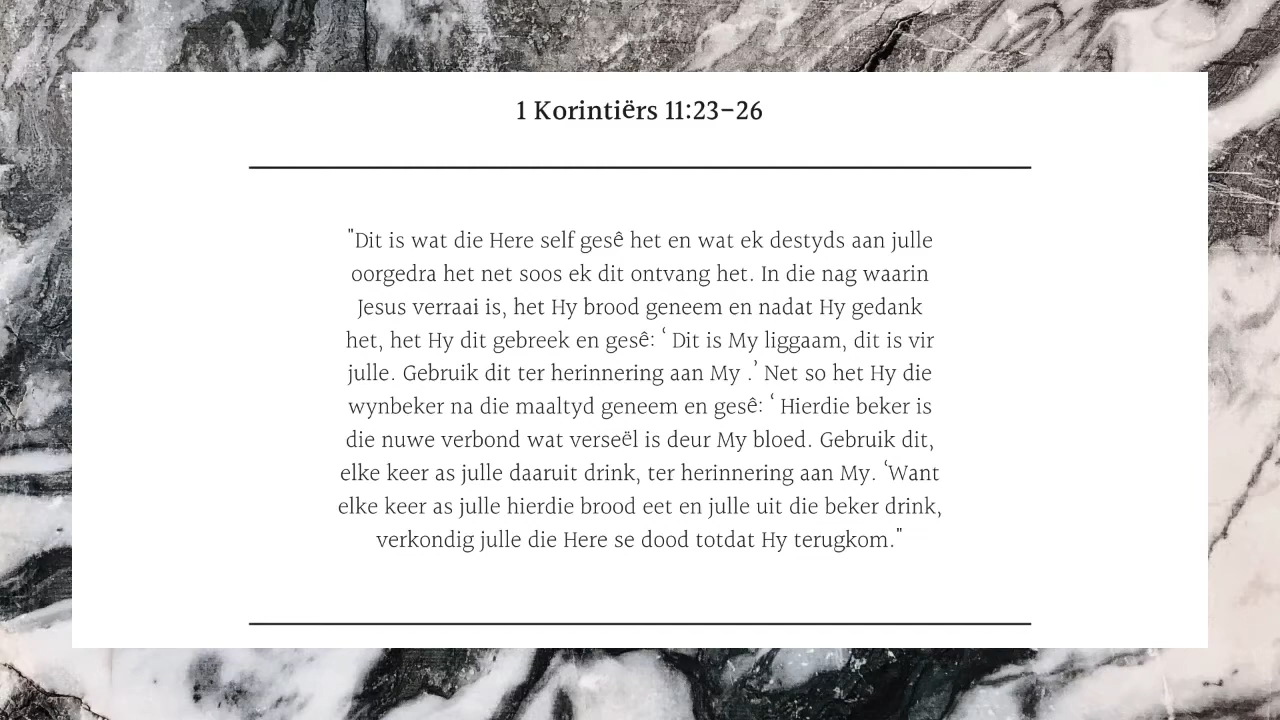 1 Korintiërs 11:23-26
"Dit is wat die Here self gesê het en wat ek destyds aan julle
oorgedra het net soos ek dit ontvang het. In die nag waarin
Jesus verraai is, het Hy brood geneem en nadat Hy gedank
het, het Hy dit gebreek en gesê: ‘ Dit is My liggaam, dit is vir
julle. Gebruik dit ter herinnering aan My .’ Net so het Hy die
wynbeker na die maaltyd geneem en gesê: ‘ Hierdie beker is
die nuwe verbond wat verseël is deur My bloed. Gebruik dit,
elke keer as julle daaruit drink, ter herinnering aan My. ‘Want
elke keer as julle hierdie brood eet en julle uit die beker drink,
verkondig julle die Here se dood totdat Hy terugkom."